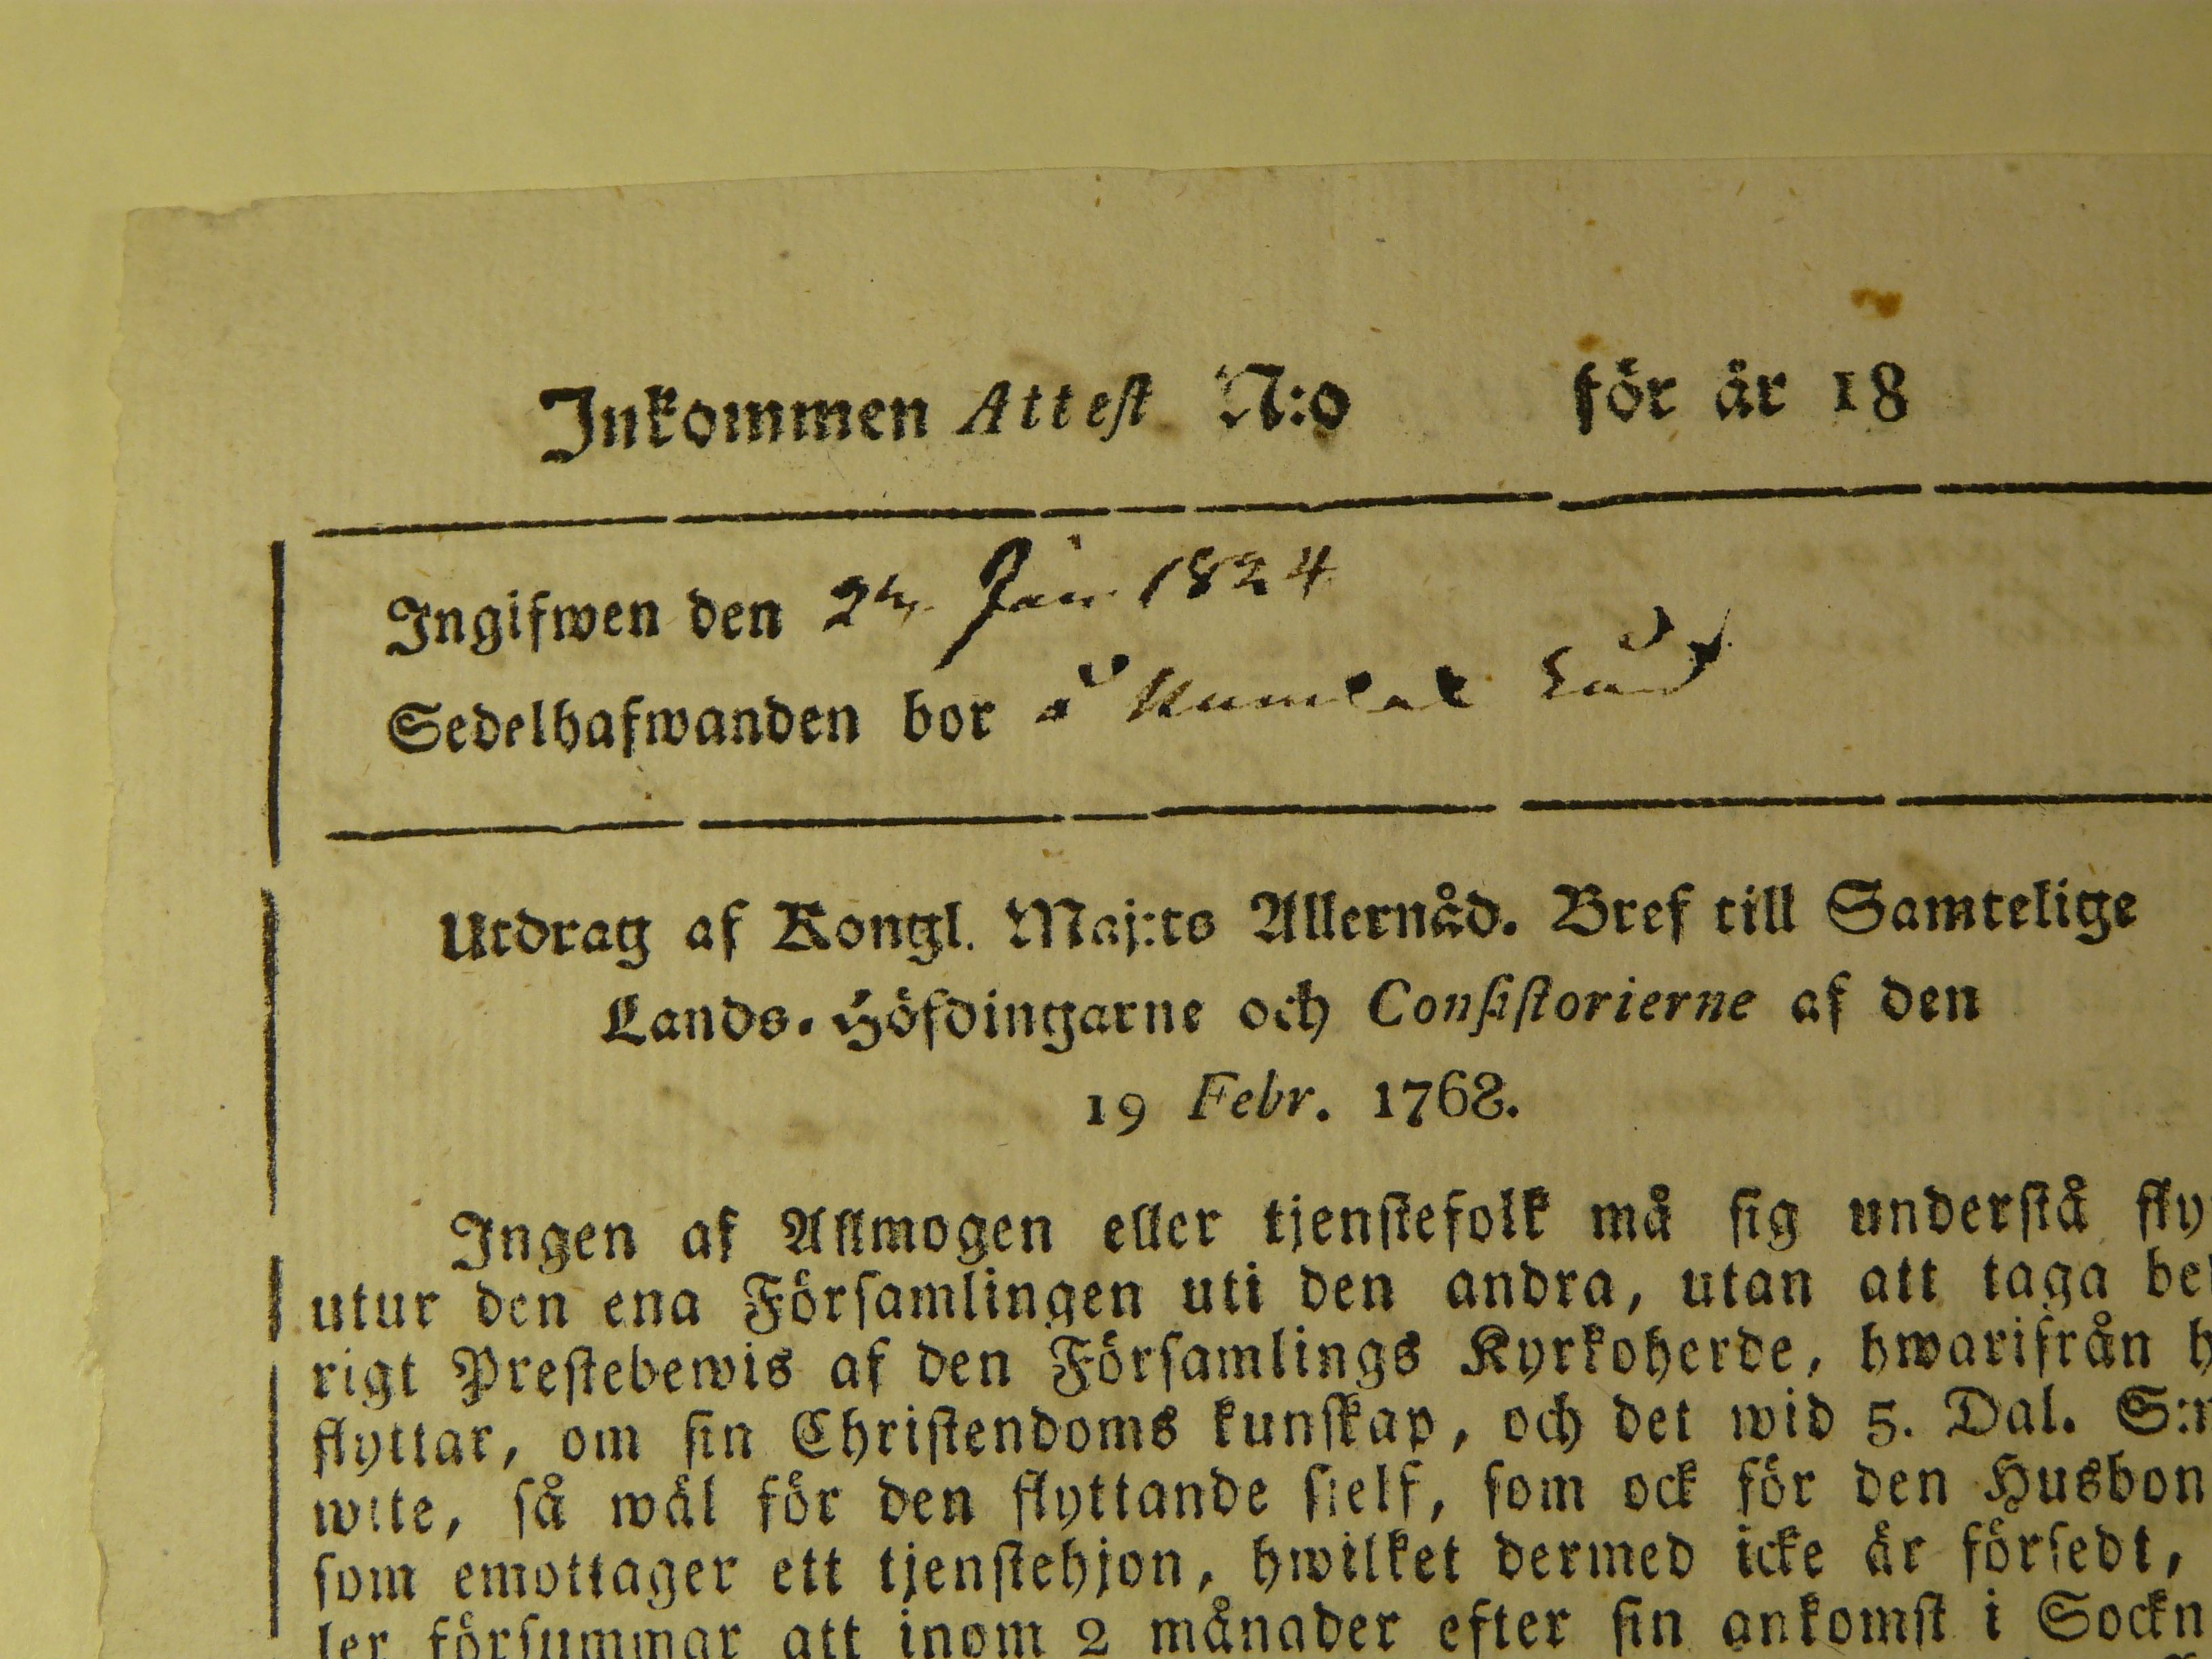 Inkommen Attest N:o för år 18
Ingifwen den Jan 1824
Sedelhafwanden bor å
Utdrag af Kongl. Maj:ts Allernåd. Bref till Samtelige
Lands-Höfdingarne och Consistorierne af den
19 Febr. 1768.
Ingen af Allmogen eller tjenstefolk må sig understå fly
utur den ena Församlingen uti den andra, utan att taga be
rigt Prestebewis af den Församlings Kyrkoherde, hwarifrån h
flyttar, om sin Christendoms kunskap, och det wid 5. Dal. S:r
wite, så wäl för den flyttande sjelf, som ock för den Husbon
som emottager ett tjenstehjon, hwilket dermed icke är försedt,
ler försummar att inom 2 månader efter sin ankomst i Sockn